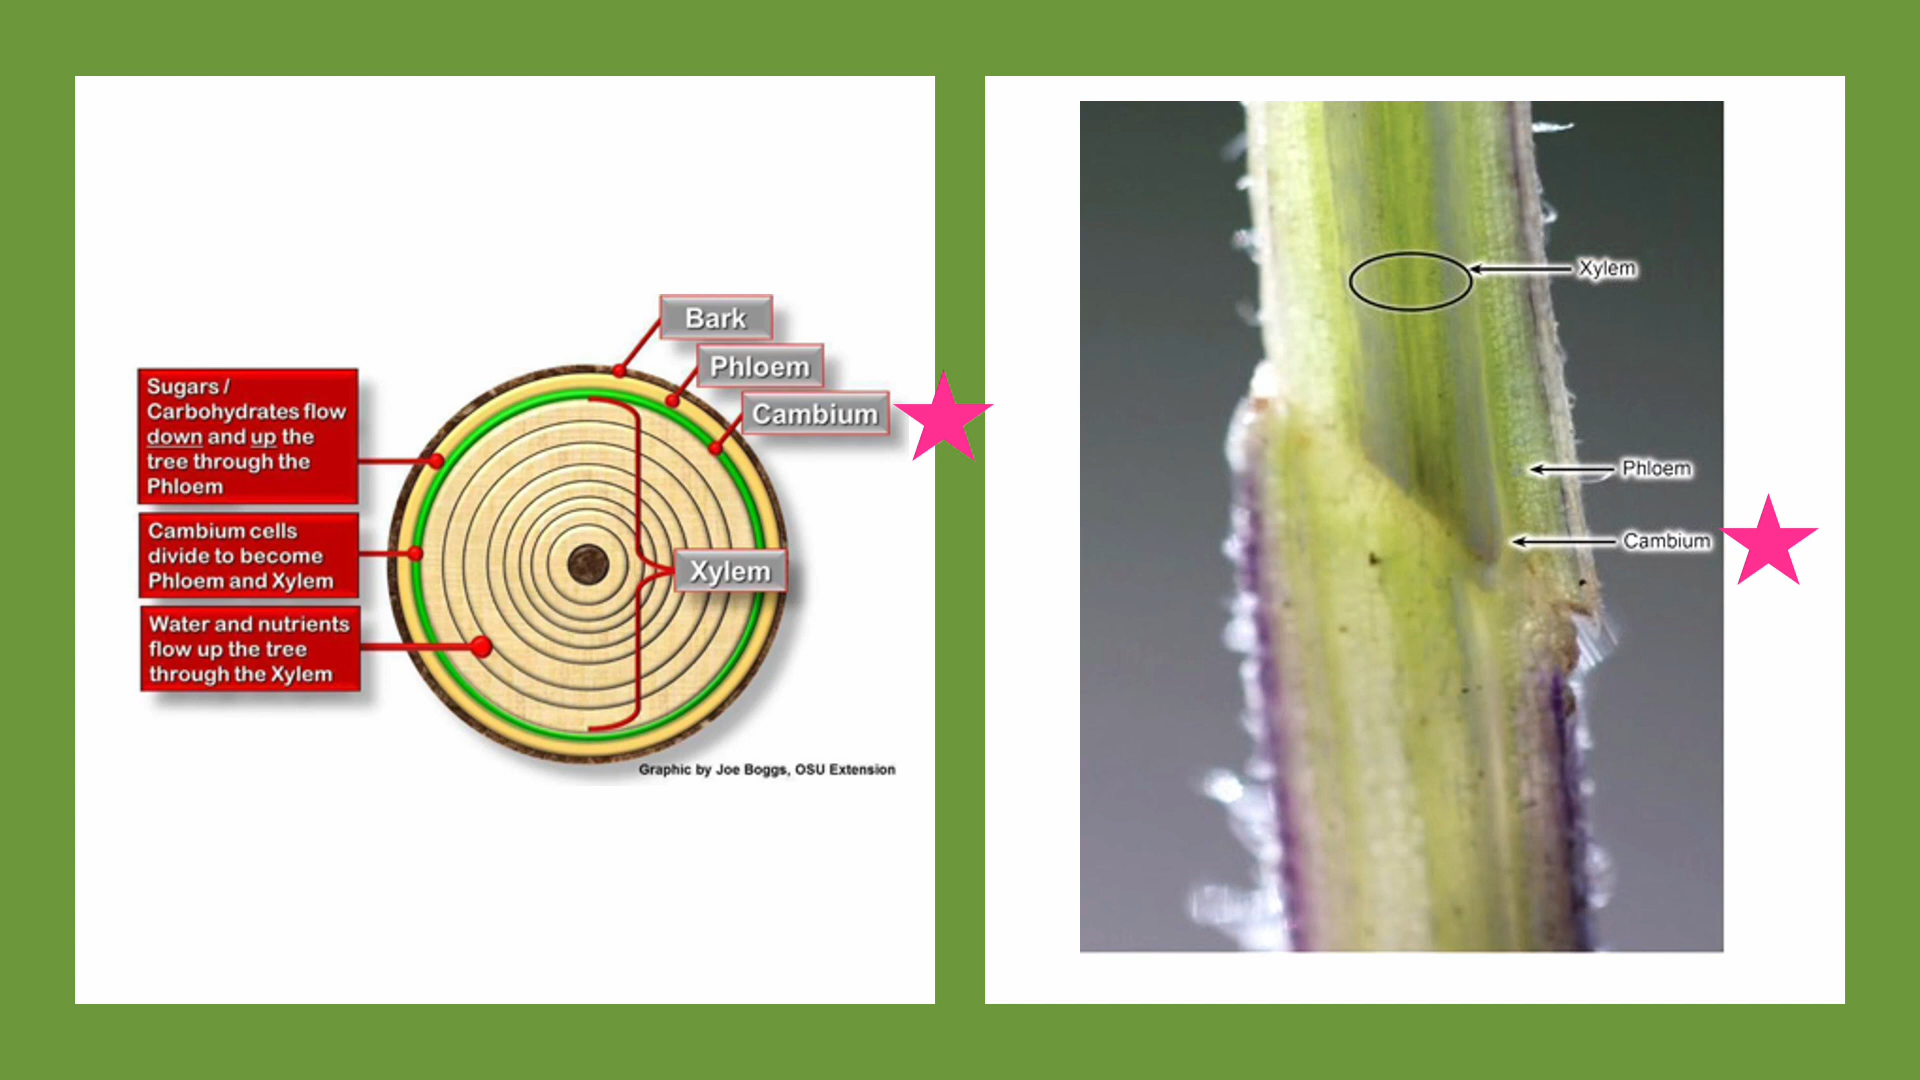 Bark
Phloem
Cambium
Sugars /
Carbohydrates flow
down and up the
tree through the
Phloem
Cambium cells
divide to become
Phloem and Xylem
Water and nutrients
flow up the tree
through the Xylem
Xylem
Graphic by Joe Boggs, OSU Extension
Xylem
Phloem
Cambium